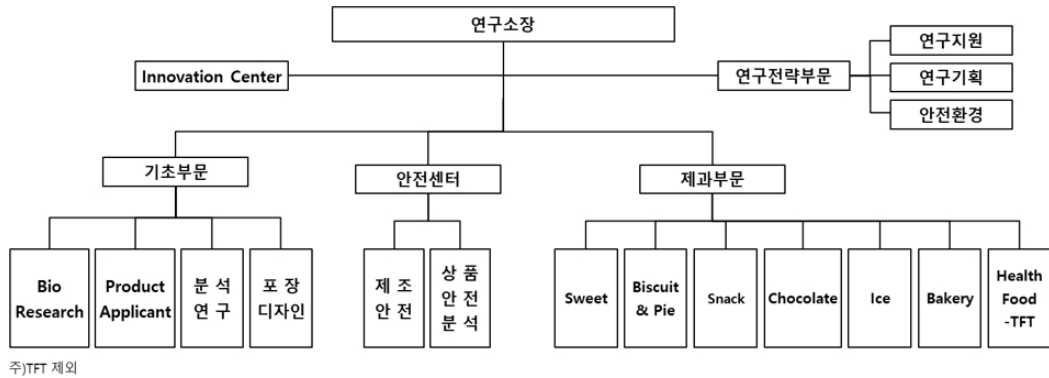 연구소장
Innovation Center
연구전략부문
연구지원
연구기획
안전환경
기초부문
안전센터
제과부문
Bio
Research
Product
Applicant
분 석
연 구
포 장
디자인
제 조
안 전
상 품
안 전
분 석
Sweet
Biscuit
& Pie
Snack
Chocolate
Ice
Bakery
Health
Food
-TFT
주)TFT 제외